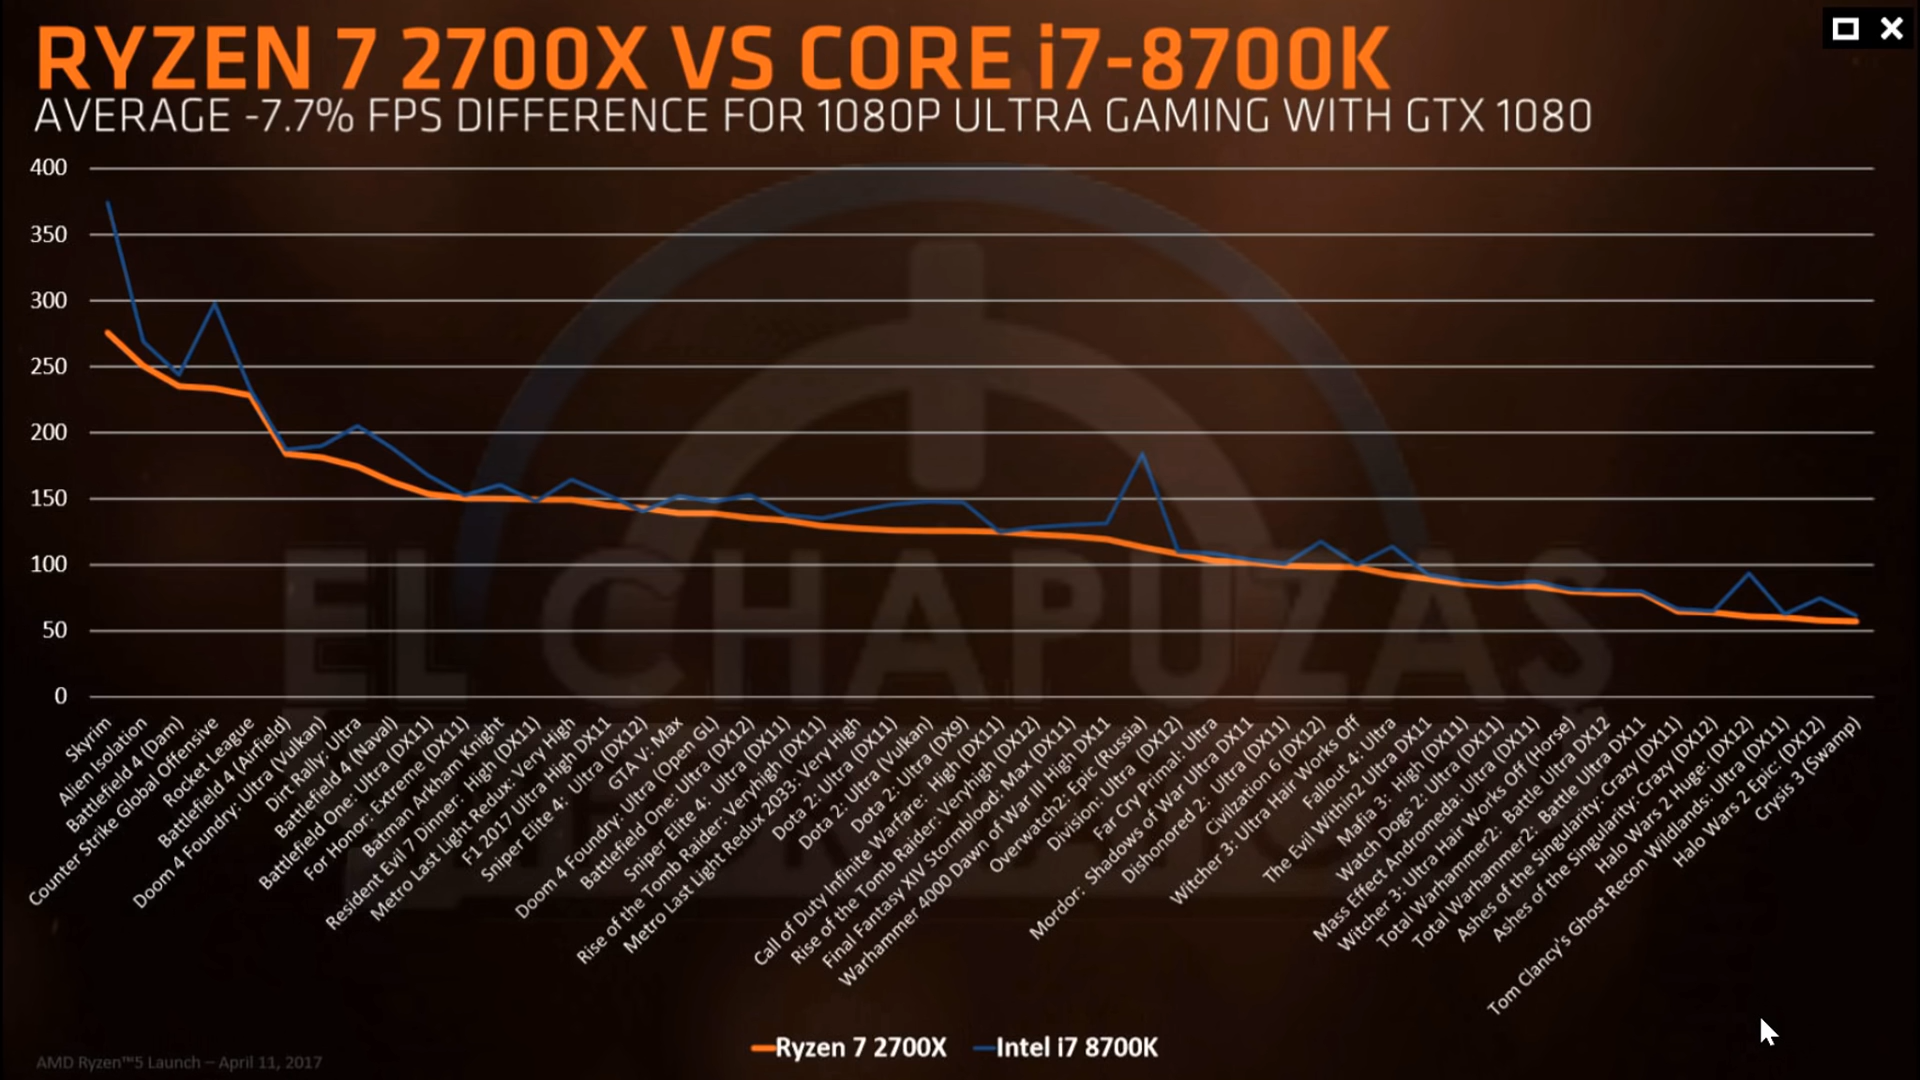 RYZEN 7 2700X VS CORE i7-8700K
AVERAGE -7.7% FPS DIFFERENCE FOR 1080P ULTRA GAMING WITH GTX 1080
400
350
300
250
200
150
100
50
0
EL CHAPUZAS
Skyrim
Alien Isolation
Battlefield 4 (Dam)
Counter Strike Global Offensive
Rocket League
Battlefield 4 (Airfield)
Doom 4 Foundry: Ultra (Vulkan)
Dirt Rally: Ultra
Battlefield 4 (Naval)
Battlefield One: Ultra (DX11)
For Honor: Extreme (DX11)
Batman Arkham Knight
Resident Evil 7 Dinner: High (DX11)
Metro Last Light Redux: Very High
F1 2017 Ultra High DX11
Sniper Elite 4: Ultra (DX12)
GTA V: Max
Doom 4 Foundry: Ultra (Open GL)
Battlefield One: Ultra (DX12)
Sniper Elite 4: Ultra (DX11)
Rise of the Tomb Raider: Veryhigh (DX11)
Metro Last Light Redux 2033: Very High
Dota 2: Ultra (DX11)
Dota 2: Ultra (Vulkan)
Dota 2: Ultra (DX9)
Call of Duty Infinite Warfare: High (DX11)
Rise of the Tomb Raider: Veryhigh (DX12)
Final Fantasy XIV Stormblood: Max (DX11)
Warhammer 4000 Dawn of War III High DX11
Overwatch2: Epic (Russia)
Division: Ultra (DX12)
Far Cry Primal: Ultra
Mordor: Shadows of War Ultra DX11
Dishonored 2: Ultra (DX11)
Civilzation 6 (DX12)
Witcher 3: Ultra Hair Works Off
Fallout 4: Ultra
The Evil Within2 Ultra DX11
Mafia 3: High (DX11)
Watch Dogs 2: Ultra (DX11)
Mass Effect Andromeda: Ultra (DX11)
Witcher 3: Ultra Hair Works Off (Horse)
Total Warhammer2: Battle Ultra DX12
Total Warhammer2: Battle Ultra DX11
Ashes of the Singularity: Crazy (DX11)
Ashes of the Singularity: Crazy (DX12)
Halo Wars 2 Huge: (DX12)
Tom Clancy's Ghost Recon Wildlands: Ultra (DX11)
Halo Wars 2 Epic: (DX12)
Crysis 3 (Swamp)
Ryzen 7 2700X
Intel i7 8700K
AMD Ryzen™5 Launch – April 11, 2017